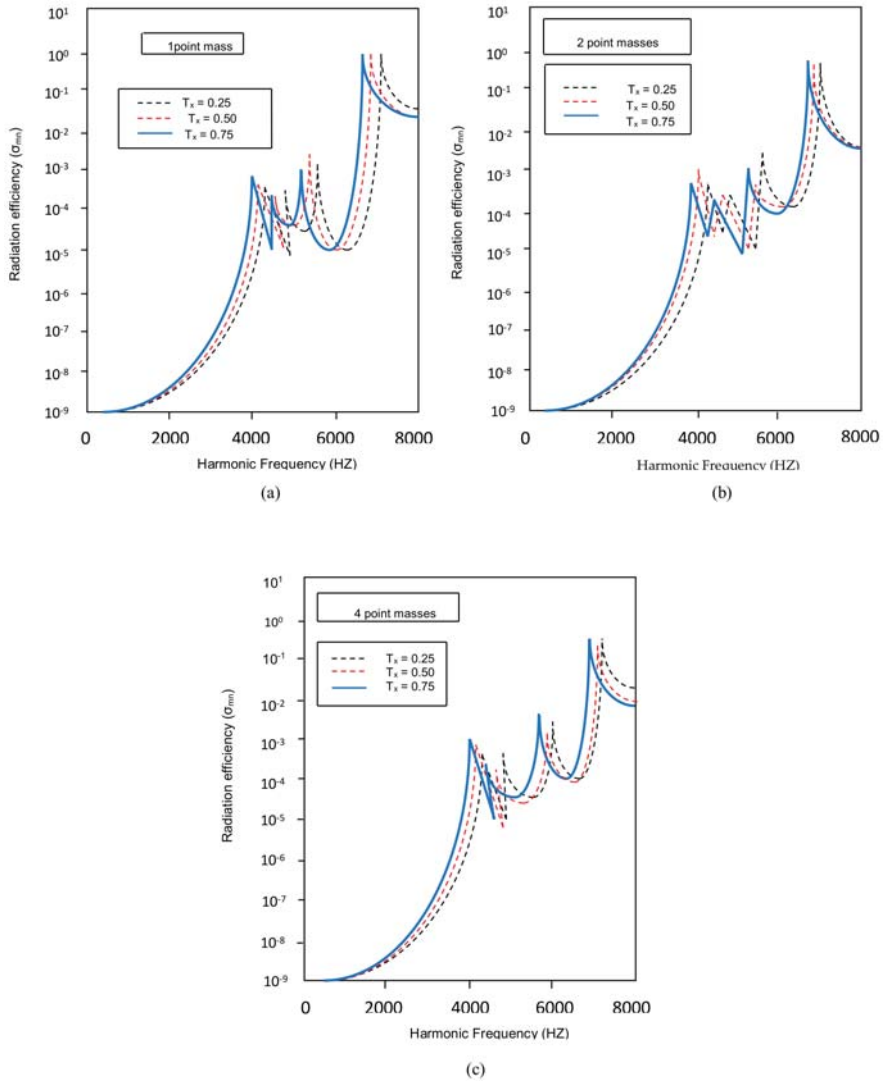 1point mass
Tₓ = 0.25
Tₓ = 0.50
Tₓ = 0.75
Radiation efficiency (σₘₙ)
10¹
10⁰
10⁻¹
10⁻²
10⁻³
10⁻⁴
10⁻⁵
10⁻⁶
10⁻⁷
10⁻⁸
10⁻⁹
0 2000 4000 6000 8000
Harmonic Frequency (HZ)
(a)
2 point masses
Tₓ = 0.25
Tₓ = 0.50
Tₓ = 0.75
Radiation efficiency (σₘₙ)
10¹
10⁰
10⁻¹
10⁻²
10⁻³
10⁻⁴
10⁻⁵
10⁻⁶
10⁻⁷
10⁻⁸
10⁻⁹
0 2000 4000 6000 8000
Harmonic Frequency (HZ)
(b)
4 point masses
Tₓ = 0.25
Tₓ = 0.50
Tₓ = 0.75
Radiation efficiency (σₘₙ)
10¹
10⁰
10⁻¹
10⁻²
10⁻³
10⁻⁴
10⁻⁵
10⁻⁶
10⁻⁷
10⁻⁸
10⁻⁹
0 2000 4000 6000 8000
Harmonic Frequency (HZ)
(c)